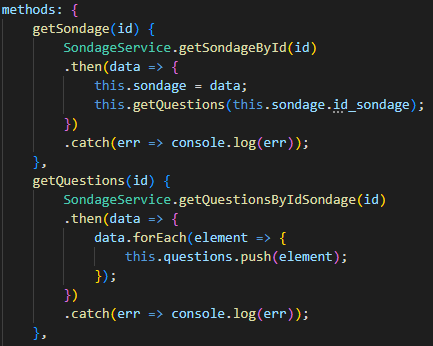 methods: {
    getSondage(id) {
        SondageService.getSondageById(id)
        .then(data => {
            this.sondage = data;
            this.getQuestions(this.sondage.id_sondage);
        })
        .catch(err => console.log(err));
    },
    getQuestions(id) {
        SondageService.getQuestionsByIdSondage(id)
        .then(data => {
            data.forEach(element => {
                this.questions.push(element);
            });
        })
        .catch(err => console.log(err));
    },